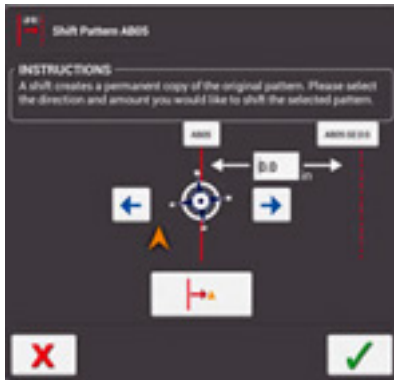 Shift Pattern AB05
INSTRUCTIONS
A shift creates a permanent copy of the original pattern. Please select
the direction and amount you would like to shift the selected pattern.
AB05
AB05
0.0
in